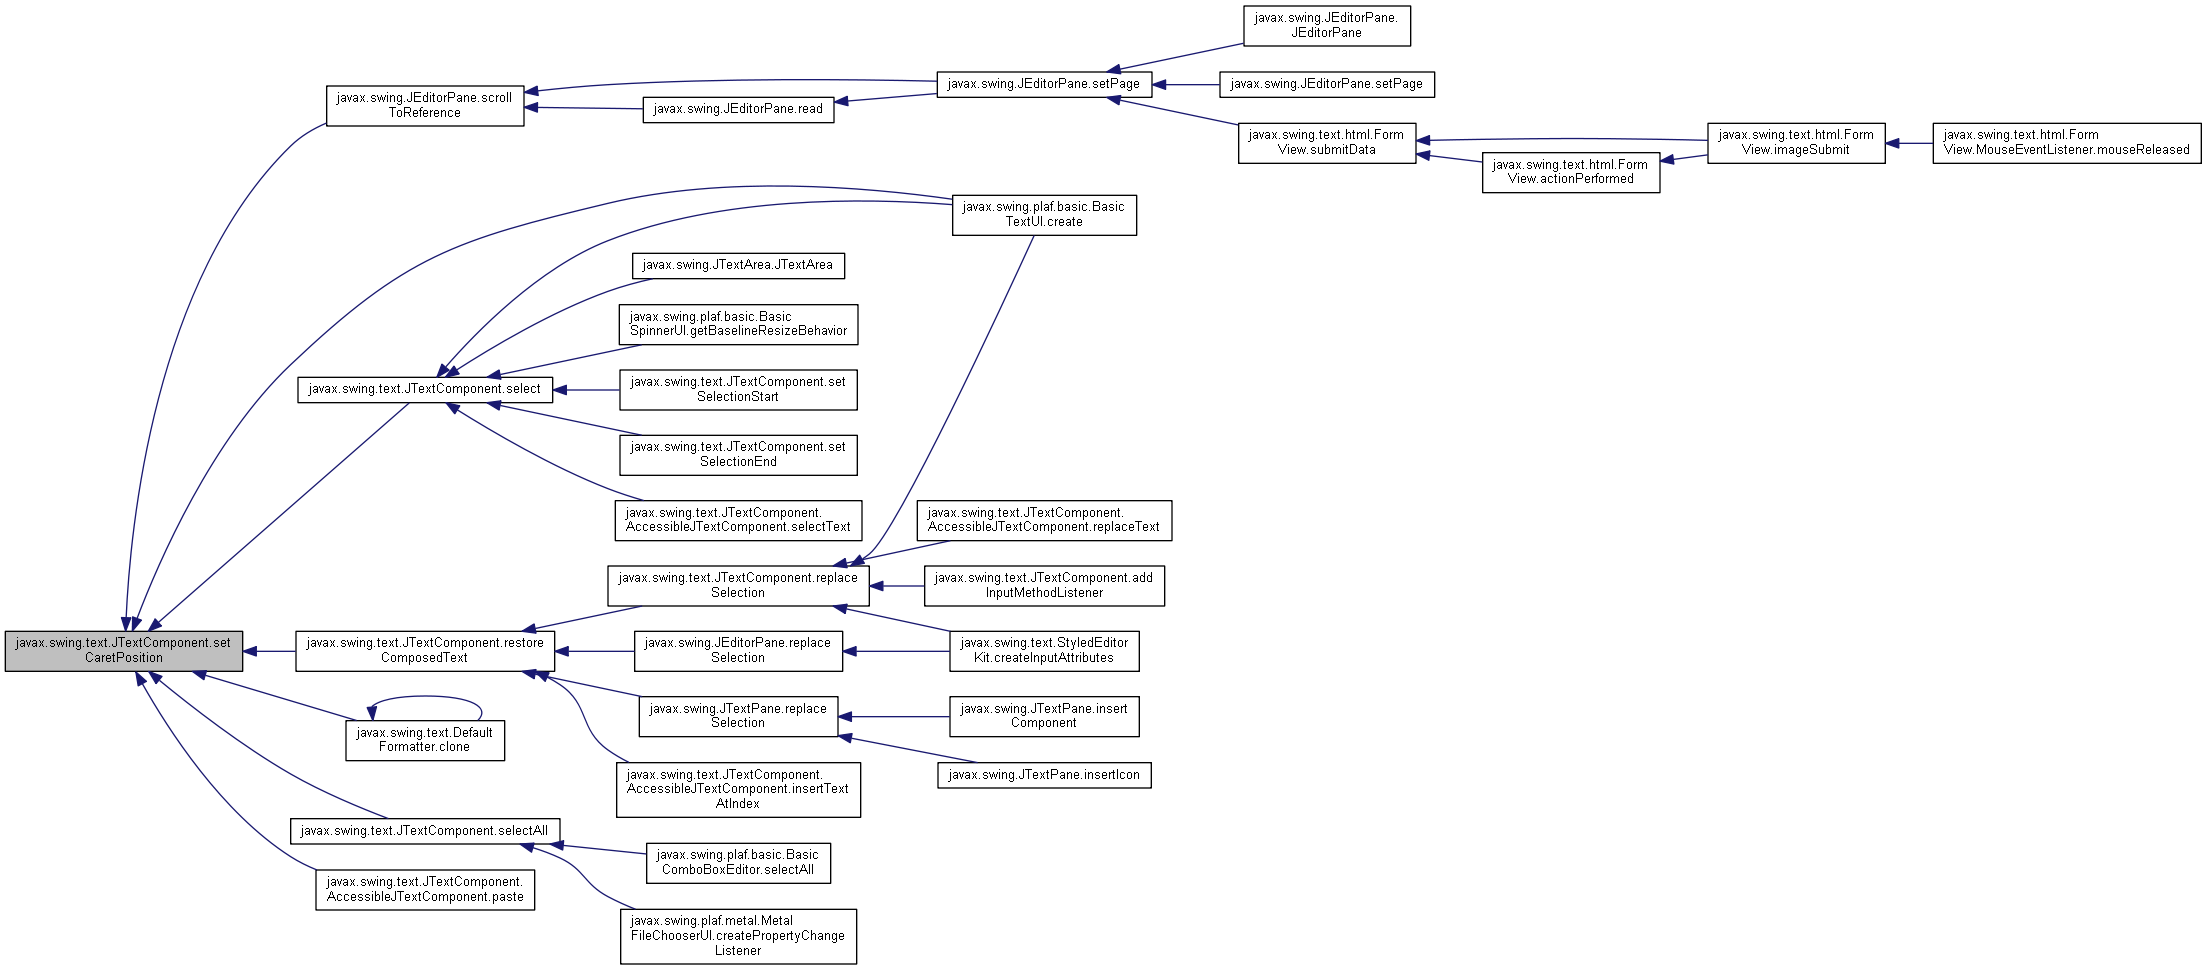 javax.swing.JEditorPane.
JEditorPane
javax.swing.JEditorPane.scroll
ToReference
javax.swing.JEditorPane.setPage
javax.swing.JEditorPane.setPage
javax.swing.JEditorPane.read
javax.swing.text.html.Form
View.submitData
javax.swing.text.html.Form
View.imageSubmit
javax.swing.text.html.Form
View.MouseEventListener.mouseReleased
javax.swing.text.html.Form
View.actionPerformed
javax.swing.plaf.basic.Basic
TextUI.create
javax.swing.JTextArea.JTextArea
javax.swing.plaf.basic.Basic
SpinnerUI.getBaselineResizeBehavior
javax.swing.text.JTextComponent.select
javax.swing.text.JTextComponent.set
SelectionStart
javax.swing.text.JTextComponent.set
SelectionEnd
javax.swing.text.JTextComponent.
AccessibleJTextComponent.selectText
javax.swing.text.JTextComponent.
AccessibleJTextComponent.replaceText
javax.swing.text.JTextComponent.replace
Selection
javax.swing.text.JTextComponent.add
InputMethodListener
javax.swing.text.JTextComponent.set
CaretPosition
javax.swing.text.JTextComponent.restore
ComposedText
javax.swing.JEditorPane.replace
Selection
javax.swing.text.StyledEditor
Kit.createInputAttributes
javax.swing.JTextPane.replace
Selection
javax.swing.JTextPane.insert
Component
javax.swing.text.Default
Formatter.clone
javax.swing.text.JTextComponent.
AccessibleJTextComponent.insertText
AtIndex
javax.swing.JTextPane.insertIcon
javax.swing.text.JTextComponent.selectAll
javax.swing.plaf.basic.Basic
ComboBoxEditor.selectAll
javax.swing.text.JTextComponent.
AccessibleJTextComponent.paste
javax.swing.plaf.metal.Metal
FileChooserUI.createPropertyChange
Listener